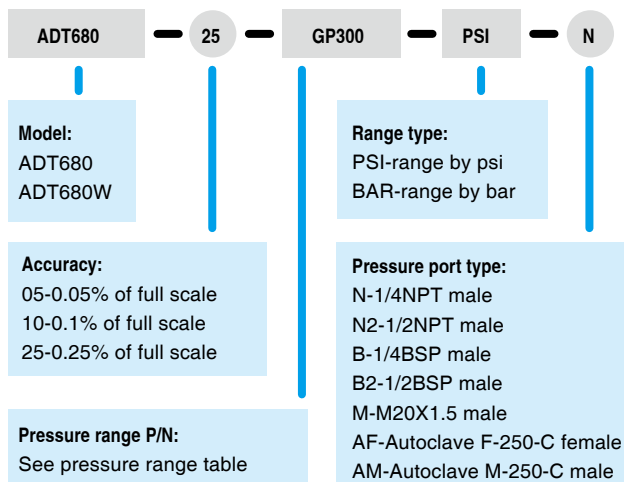 ADT680 25 GP300 PSI N
Model:
ADT680
ADT680W
Range type:
PSI-range by psi
BAR-range by bar
Accuracy:
05-0.05% of full scale
10-0.1% of full scale
25-0.25% of full scale
Pressure port type:
N-1/4NPT male
N2-1/2NPT male
B-1/4BSP male
B2-1/2BSP male
M-M20X1.5 male
AF-Autoclave F-250-C female
AM-Autoclave M-250-C male
Pressure range P/N:
See pressure range table